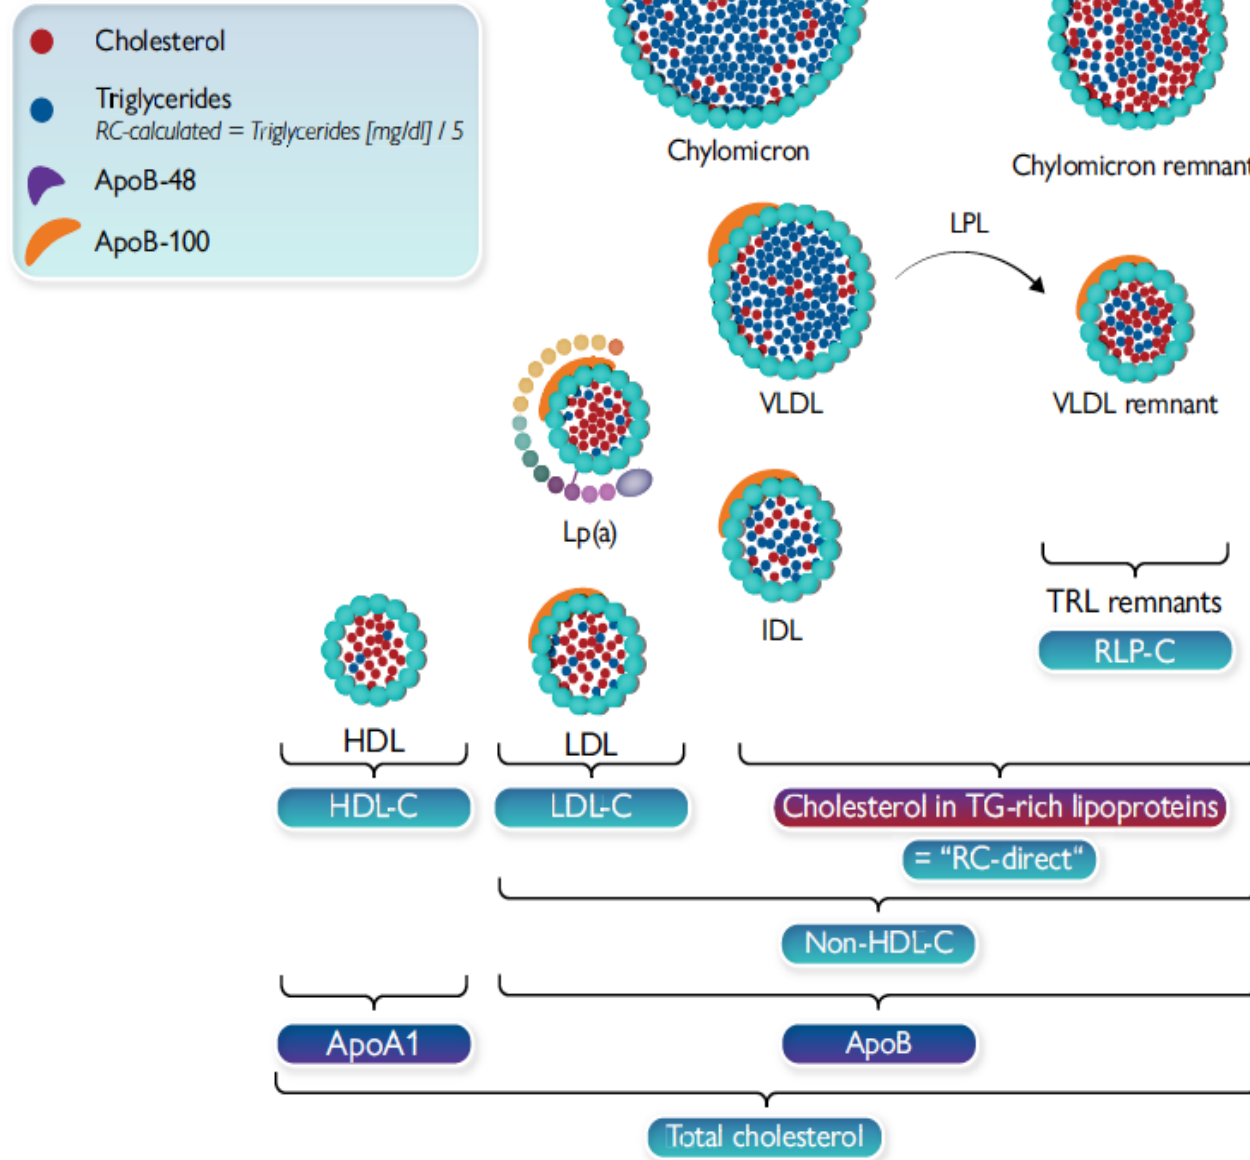 Cholesterol
Triglycerides
RC-calculated = Triglycerides [mg/dl] / 5
ApoB-48
ApoB-100
Chylomicron
Chylomicron remnant
LPL
VLDL
VLDL remnant
Lp(a)
IDL
TRL remnants
RLP-C
HDL
LDL
HDL-C
LDL-C
Cholesterol in TG-rich lipoproteins
= “RC-direct“
Non-HDL-C
ApoA1
ApoB
Total cholesterol